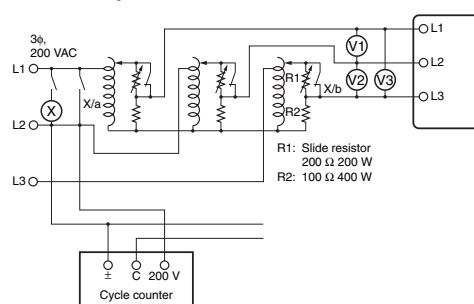 3ϕ,
200 VAC
L1
X/a
X
L2
L3
R1
R2
X/b
V1
V2
V3
L1
L2
L3
R1: Slide resistor
200 Ω 200 W
R2: 100 Ω 400 W
± C 200 V
Cycle counter